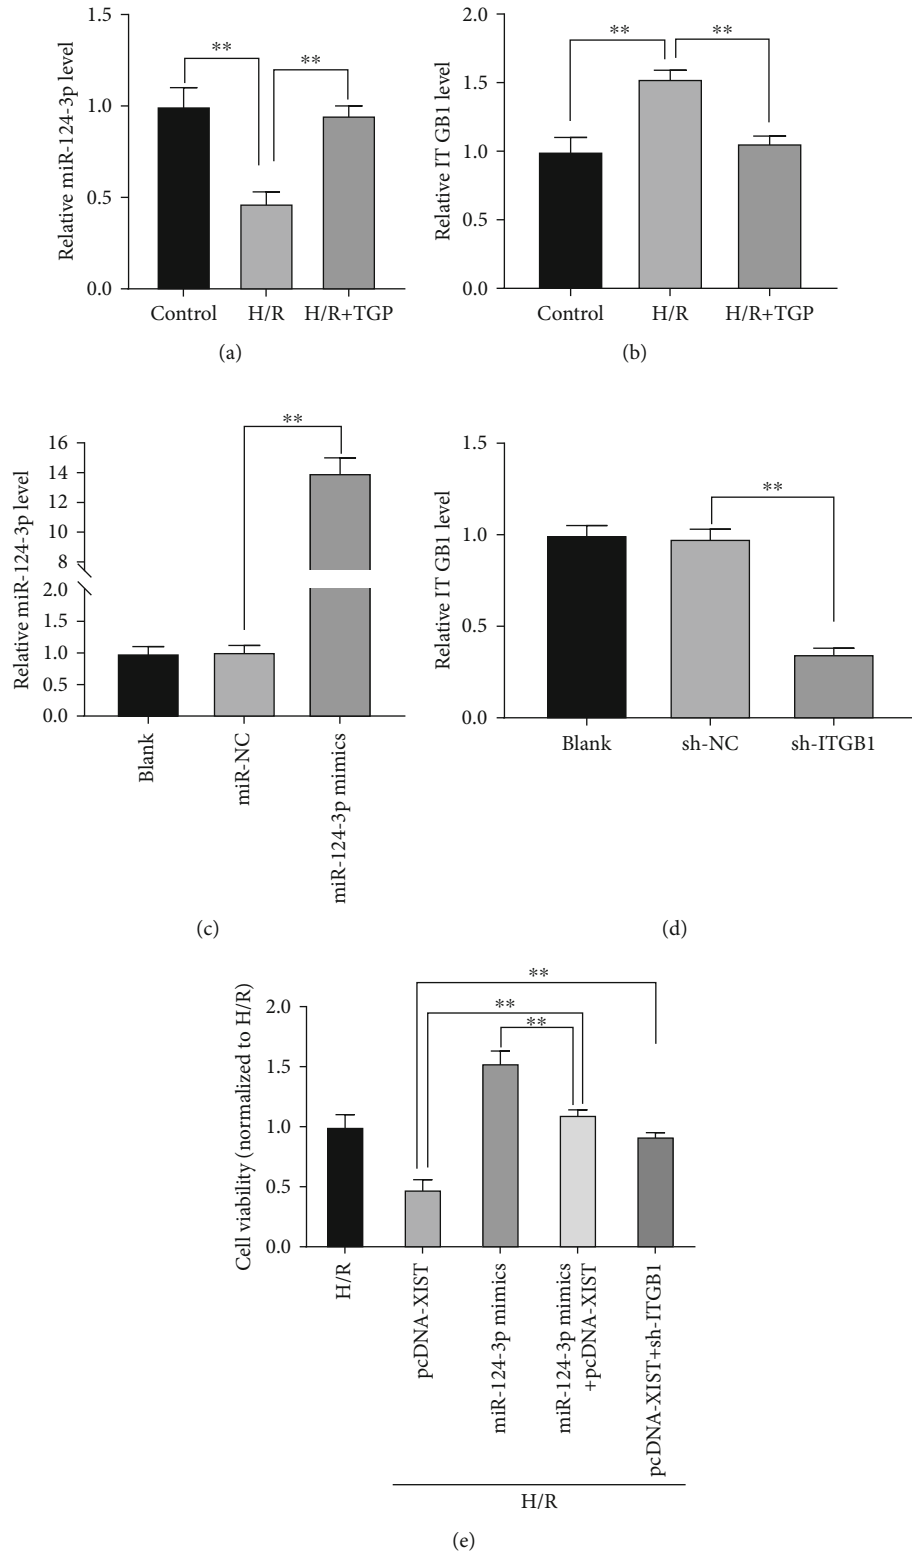 Relative miR-124-3p level
1.5
1.0
0.5
0.0
**
**
Control
H/R
H/R+TGP
(a)
Relative IT GB1 level
2.0
1.5
1.0
0.5
0.0
**
**
Control
H/R
H/R+TGP
(b)
Relative miR-124-3p level
16
14
12
10
8
2.0
1.5
1.0
0.5
0.0
**
Blank
miR-NC
miR-124-3p mimics
(c)
Relative IT GB1 level
1.5
1.0
0.5
0.0
**
Blank
sh-NC
sh-ITGB1
(d)
Cell viability (normalized to H/R)
2.0
1.5
1.0
0.5
0.0
**
**
**
H/R
pcDNA-XIST
miR-124-3p mimics
miR-124-3p mimics
+pcDNA-XIST
pcDNA-XIST+sh-ITGB1
H/R
(e)